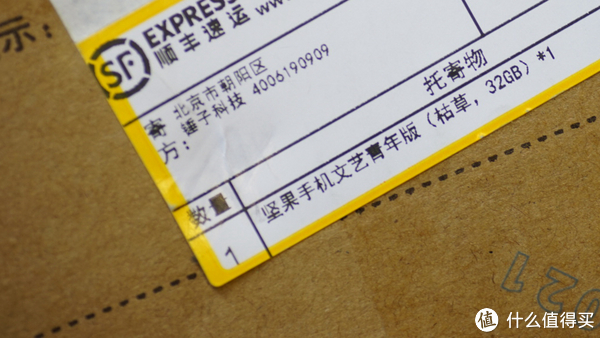 示：
SF EXPRESS
顺丰速运 www.
寄方：
北京市朝阳区
锤子科技 4006190909
托寄物
数量
坚果手机文艺青年版（枯草，32GB）*1
1
021
值 什么值得买